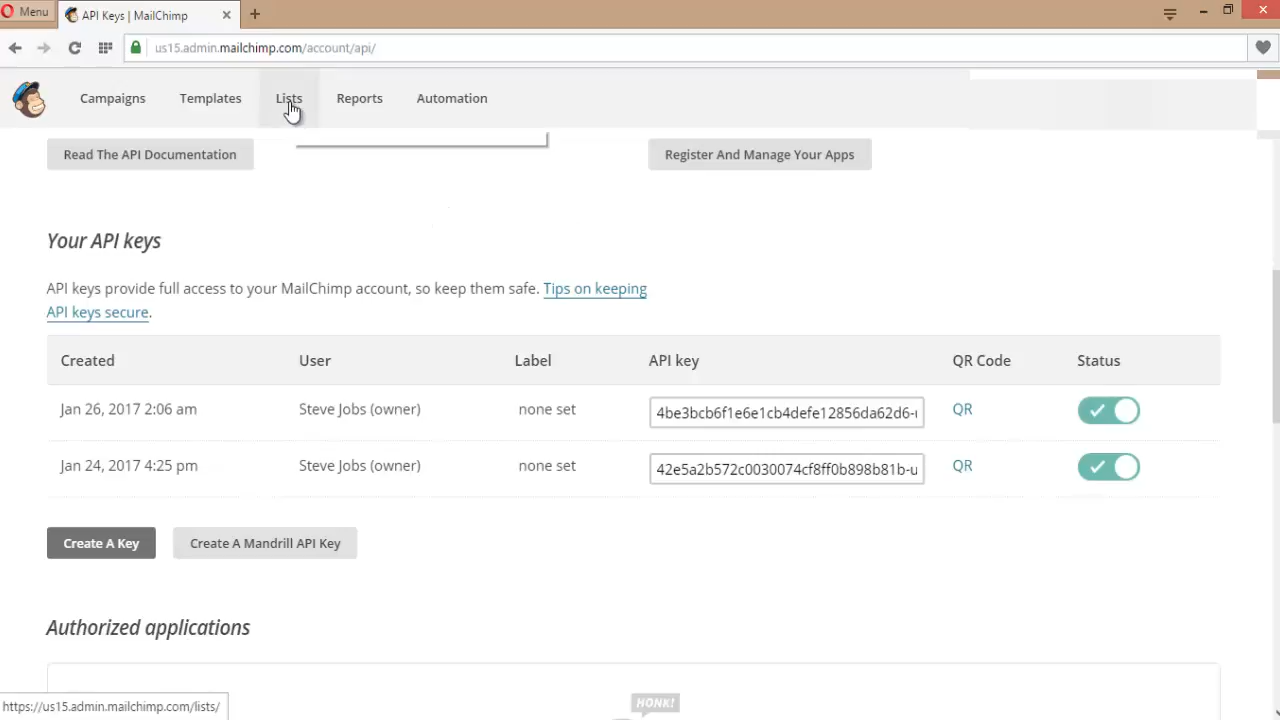 Menu
API Keys | MailChimp
us15.admin.mailchimp.com/account/api/
Campaigns Templates Lists Reports Automation
Read The API Documentation Register And Manage Your Apps
Your API keys
API keys provide full access to your MailChimp account, so keep them safe. Tips on keeping
API keys secure.
Created User Label API key QR Code Status
Jan 26, 2017 2:06 am Steve Jobs (owner) none set 4be3bcb6f1e6e1cb4defe12856da62d6-u QR
Jan 24, 2017 4:25 pm Steve Jobs (owner) none set 42e5a2b572c0030074cf8ff0b898b81b-u QR
Create A Key Create A Mandrill API Key
Authorized applications
HONK!
https://us15.admin.mailchimp.com/lists/